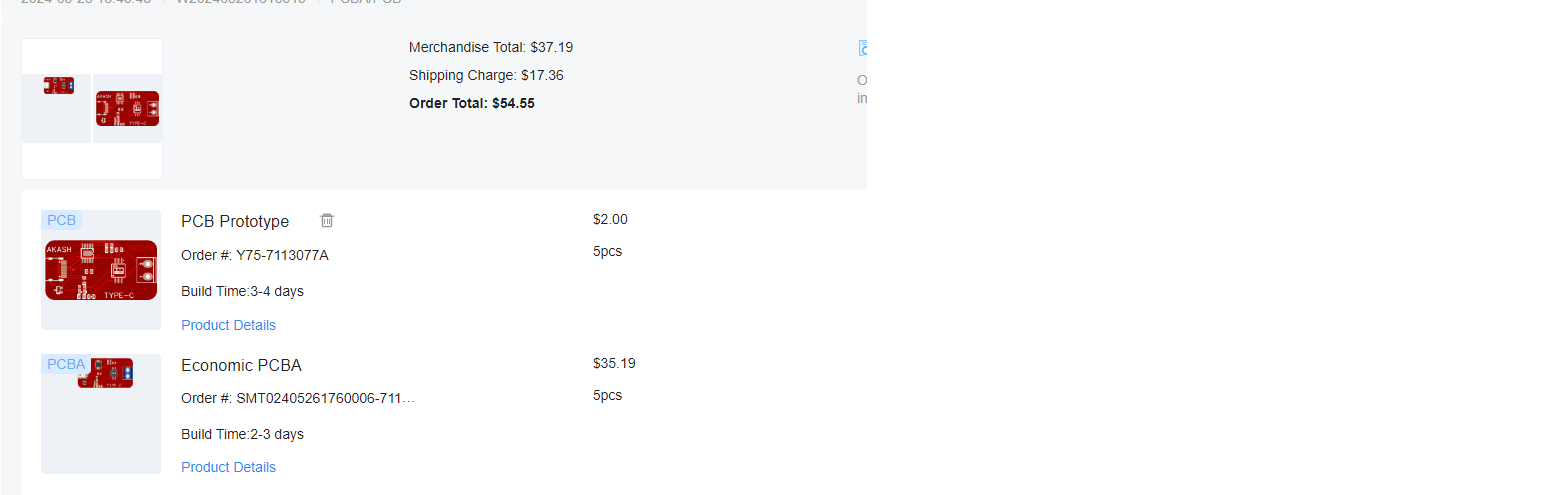 Merchandise Total: $37.19
Shipping Charge: $17.36
Order Total: $54.55
AKASH
TYPE-C
PCB
PCB Prototype
$2.00
Order #: Y75-7113077A
5pcs
Build Time:3-4 days
AKASH
TYPE-C
Product Details
PCBA
Economic PCBA
$35.19
Order #: SMT02405261760006-711...
5pcs
Build Time:2-3 days
Product Details